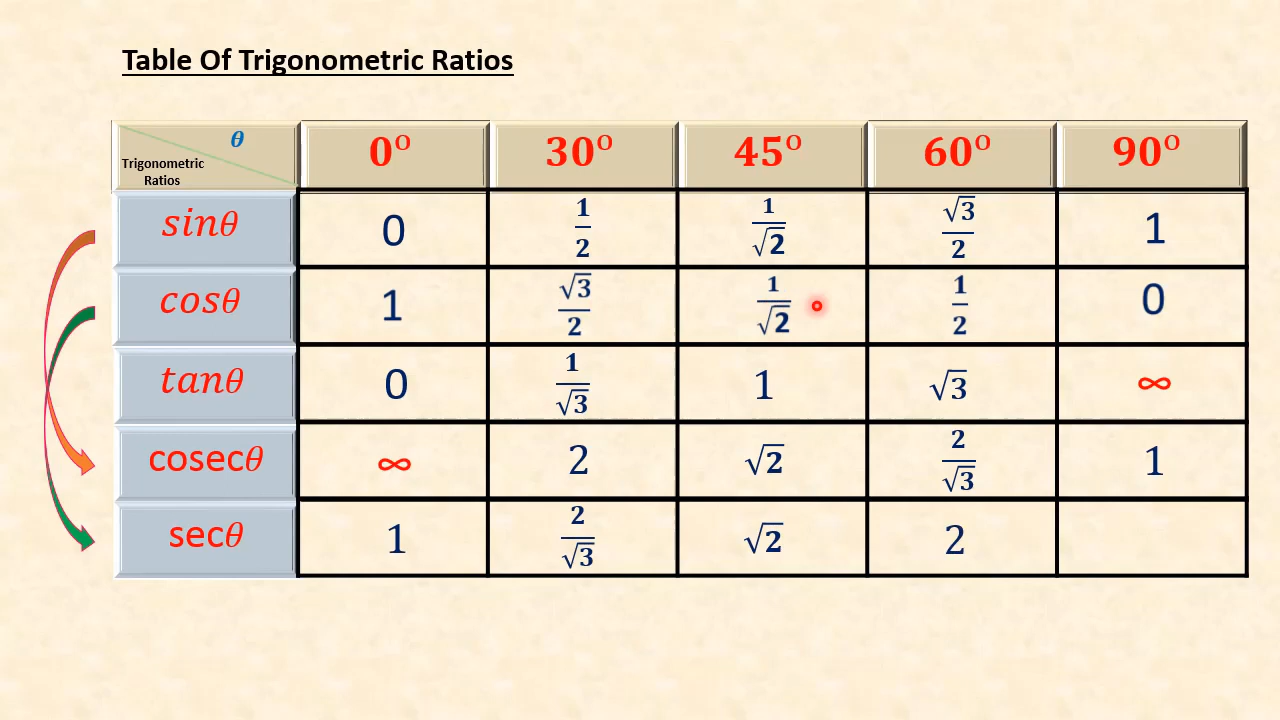 Table Of Trigonometric Ratios
θ 0° 30° 45° 60° 90°
Trigonometric
Ratios
sinθ 0 1/2 1/√2 √3/2 1
cosθ 1 √3/2 1/√2 1/2 0
tanθ 0 1/√3 1 √3 ∞
cosecθ ∞ 2 √2 2/√3 1
secθ 1 2/√3 √2 2